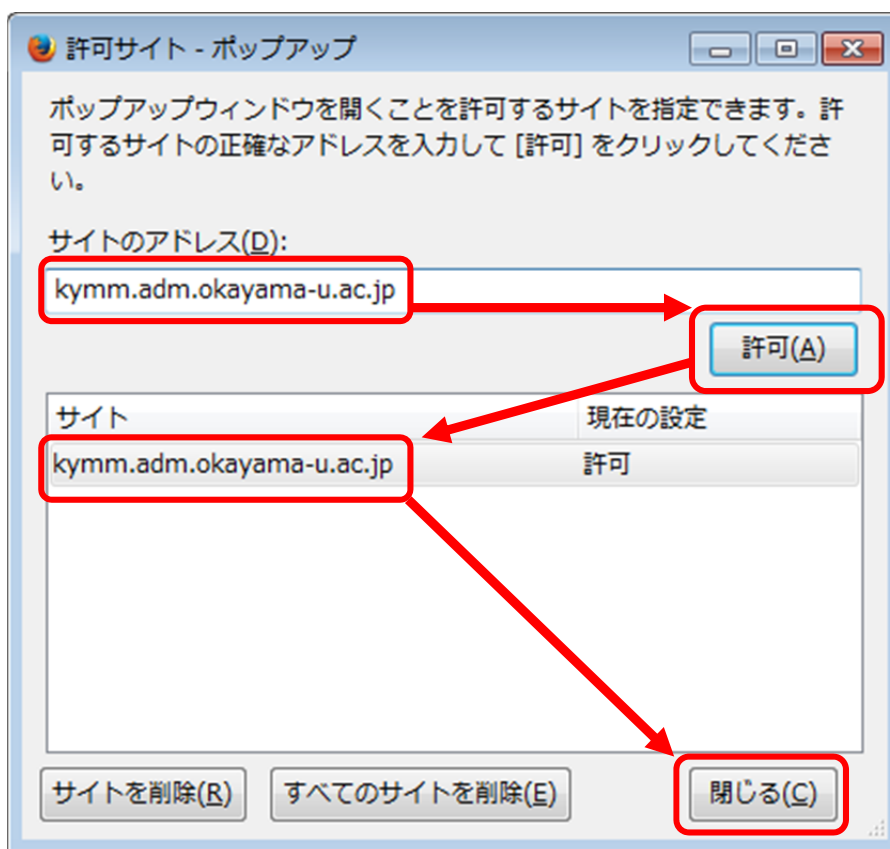 許可サイト - ポップアップ
ポップアップウィンドウを開くことを許可するサイトを指定できます。許
可するサイトの正確なアドレスを入力して [許可] をクリックしてくださ
い。
サイトのアドレス(D):
kymm.adm.okayama-u.ac.jp
許可(A)
サイト 現在の設定
kymm.adm.okayama-u.ac.jp 許可
サイトを削除(R) すべてのサイトを削除(E) 閉じる(C)